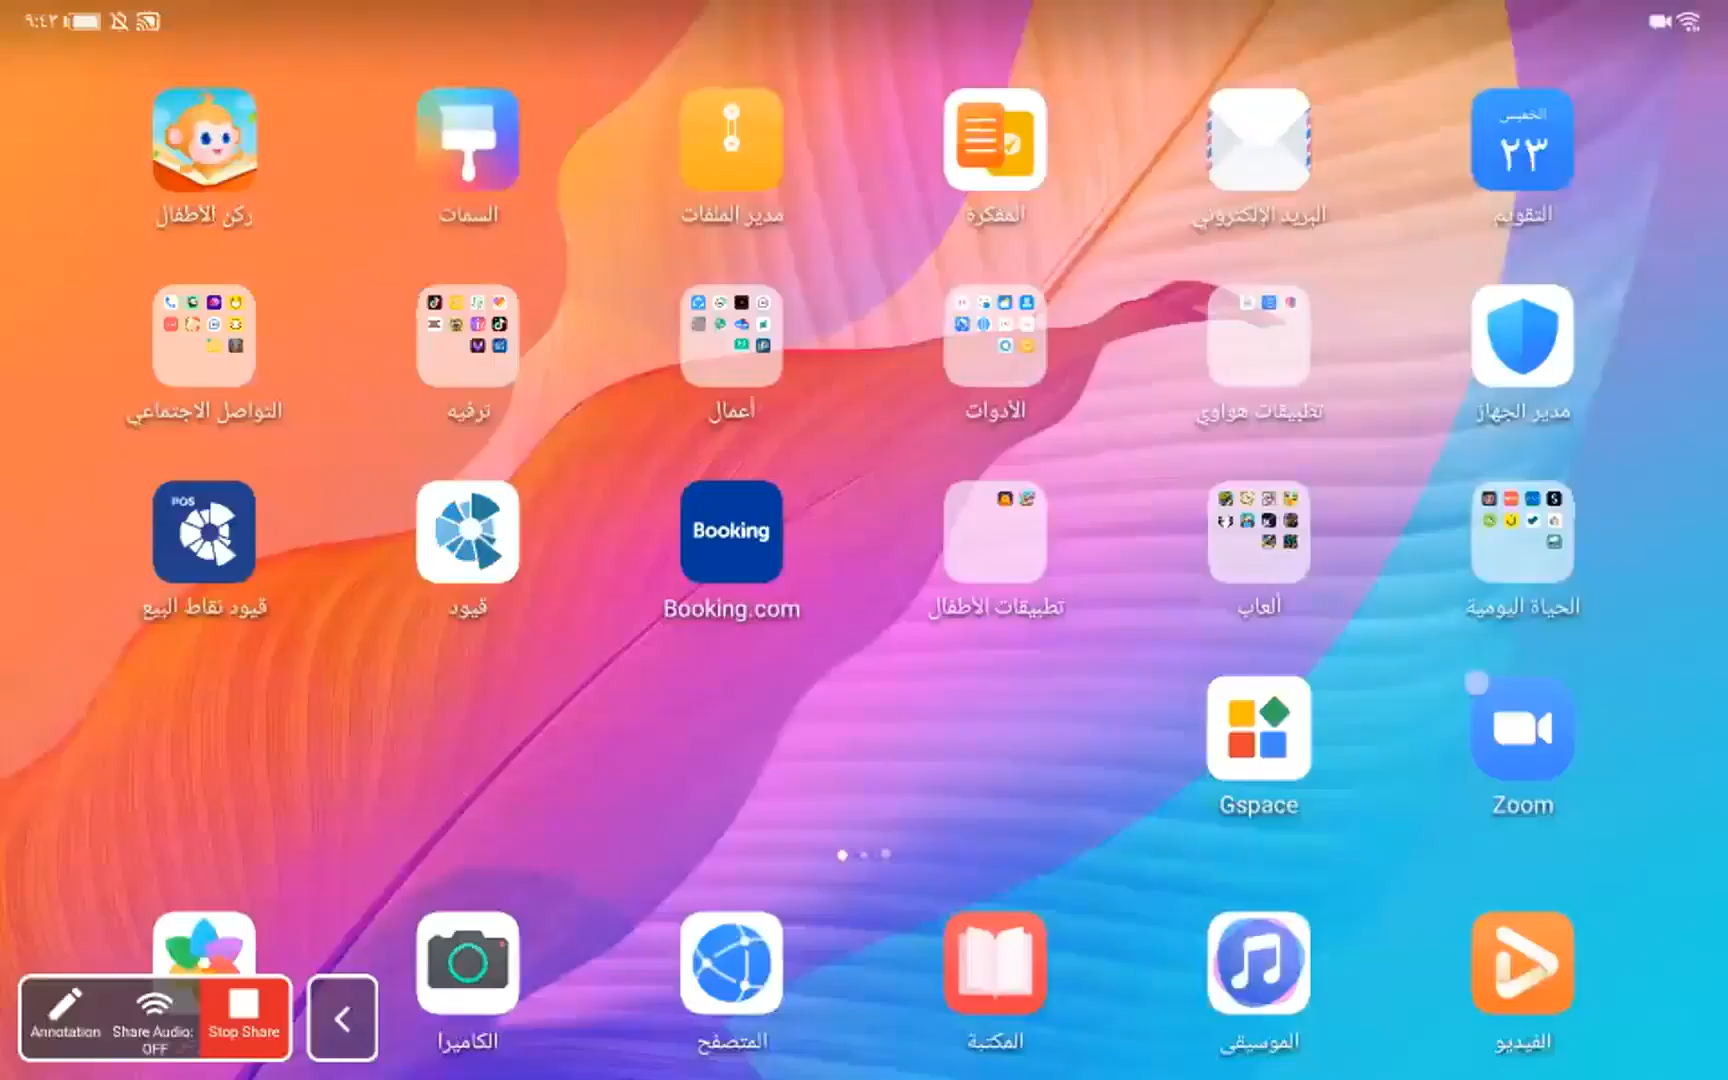 ٩:٤٣
الخميس
٢٣
التقويم
البريد الإلكتروني
المفكرة
مدير الملفات
السمات
ركن الأطفال
مدير الجهاز
تطبيقات هواوي
الأدوات
أعمال
ترفيه
التواصل الاجتماعي
الحياة اليومية
ألعاب
تطبيقات الأطفال
Booking
Booking.com
قيود
POS
قيود نقاط البيع
Zoom
Gspace
الفيديو
الموسيقى
المكتبة
المتصفح
الكاميرا
Annotation
Share Audio:
OFF
Stop Share